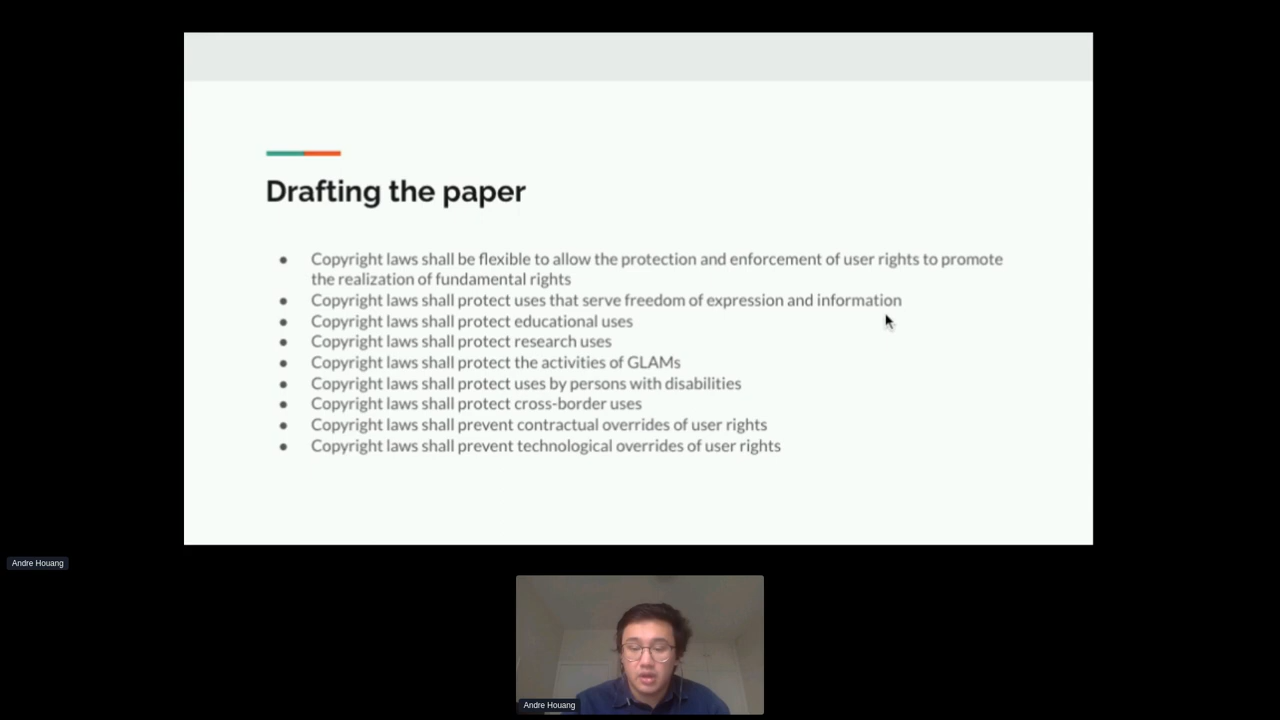 Drafting the paper
● Copyright laws shall be flexible to allow the protection and enforcement of user rights to promote
the realization of fundamental rights
● Copyright laws shall protect uses that serve freedom of expression and information
● Copyright laws shall protect educational uses
● Copyright laws shall protect research uses
● Copyright laws shall protect the activities of GLAMs
● Copyright laws shall protect uses by persons with disabilities
● Copyright laws shall protect cross-border uses
● Copyright laws shall prevent contractual overrides of user rights
● Copyright laws shall prevent technological overrides of user rights
Andre Houang
Andre Houang